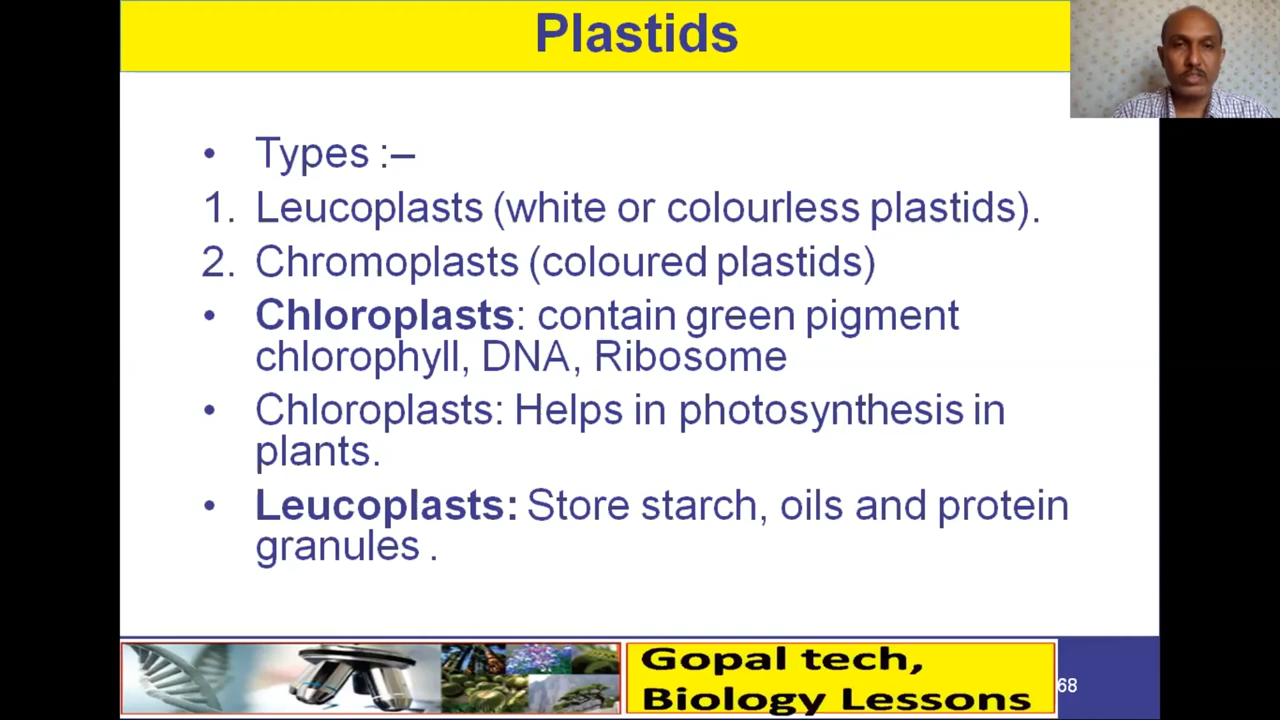 Plastids
• Types :–
1. Leucoplasts (white or colourless plastids).
2. Chromoplasts (coloured plastids)
• Chloroplasts: contain green pigment
chlorophyll, DNA, Ribosome
• Chloroplasts: Helps in photosynthesis in
plants.
• Leucoplasts: Store starch, oils and protein
granules .
Gopal tech,
Biology Lessons
68